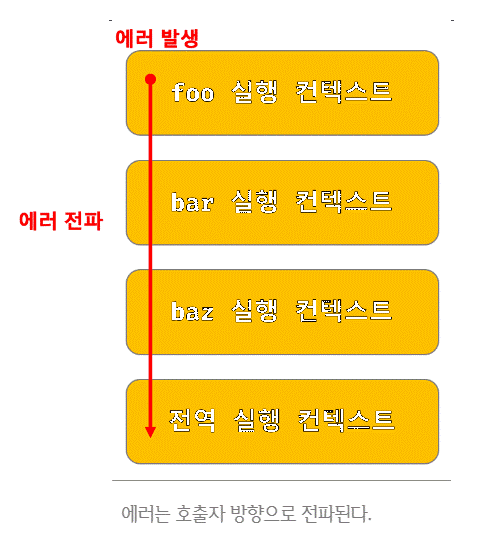 에러 발생
foo 실행 컨텍스트
bar 실행 컨텍스트
에러 전파
baz 실행 컨텍스트
전역 실행 컨텍스트
에러는 호출자 방향으로 전파된다.